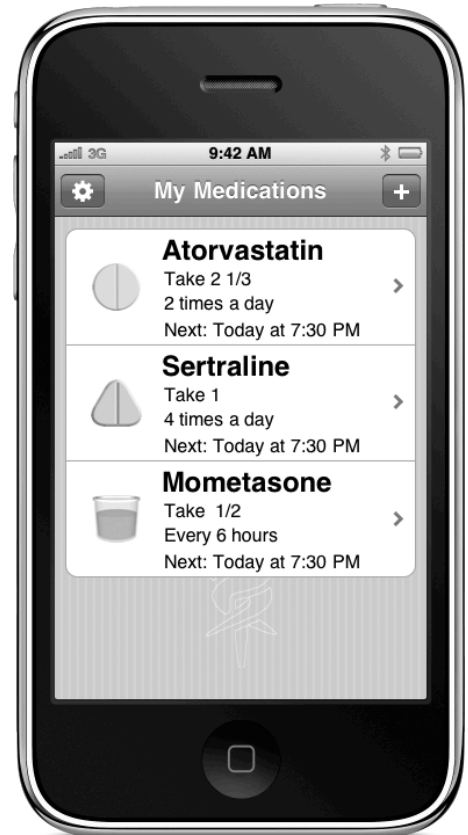 3G 9:42 AM
My Medications
+
Atorvastatin
Take 2 1/3
2 times a day
Next: Today at 7:30 PM
Sertraline
Take 1
4 times a day
Next: Today at 7:30 PM
Mometasone
Take 1/2
Every 6 hours
Next: Today at 7:30 PM